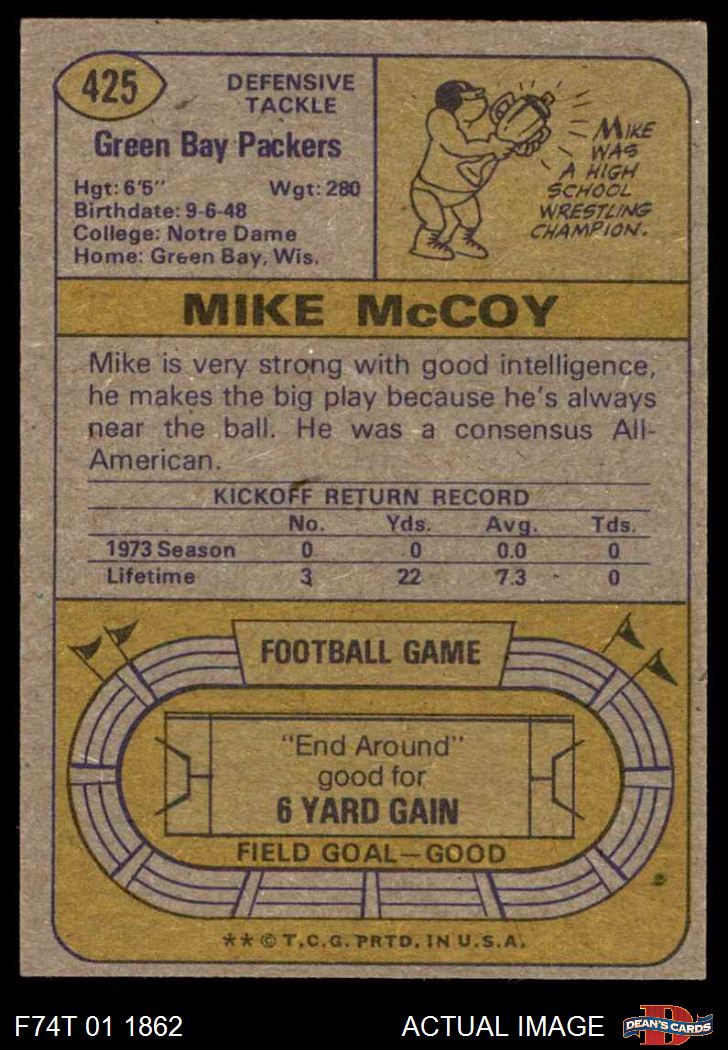 425
DEFENSIVE
TACKLE
Green Bay Packers
Hgt: 6'5" Wgt: 280
Birthdate: 9-6-48
College: Notre Dame
Home: Green Bay, Wis.
MIKE
WAS
A HIGH
SCHOOL
WRESTLING
CHAMPION.
MIKE McCOY
Mike is very strong with good intelligence,
he makes the big play because he's always
near the ball. He was a consensus All-
American.
KICKOFF RETURN RECORD
No. Yds. Avg. Tds.
1973 Season 0 0 0.0 0
Lifetime 3 22 7.3 0
FOOTBALL GAME
"End Around"
good for
6 YARD GAIN
FIELD GOAL—GOOD
** © T.C.G. PRTD. IN U.S.A.
F74T 01 1862 ACTUAL IMAGE D DEAN'S CARDS